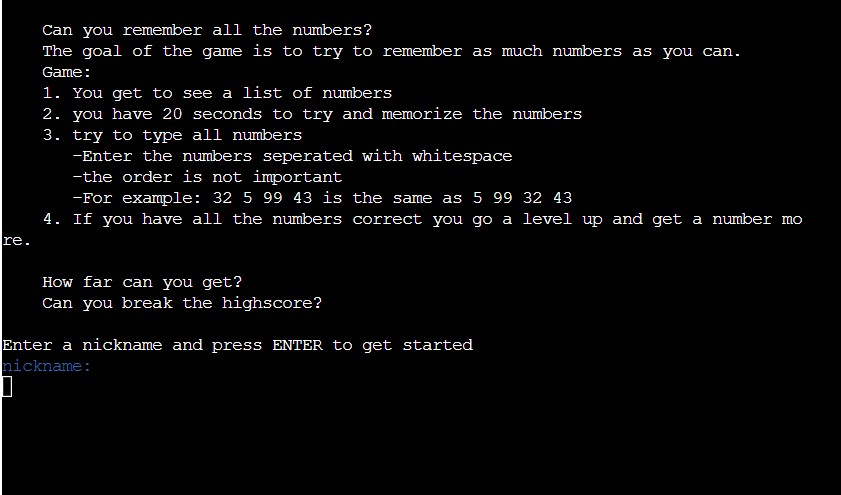 Can you remember all the numbers?
The goal of the game is to try to remember as much numbers as you can.
Game:
1. You get to see a list of numbers
2. you have 20 seconds to try and memorize the numbers
3. try to type all numbers
-Enter the numbers seperated with whitespace
-the order is not important
-For example: 32 5 99 43 is the same as 5 99 32 43
4. If you have all the numbers correct you go a level up and get a number mo
re.
How far can you get?
Can you break the highscore?
Enter a nickname and press ENTER to get started
nickname: